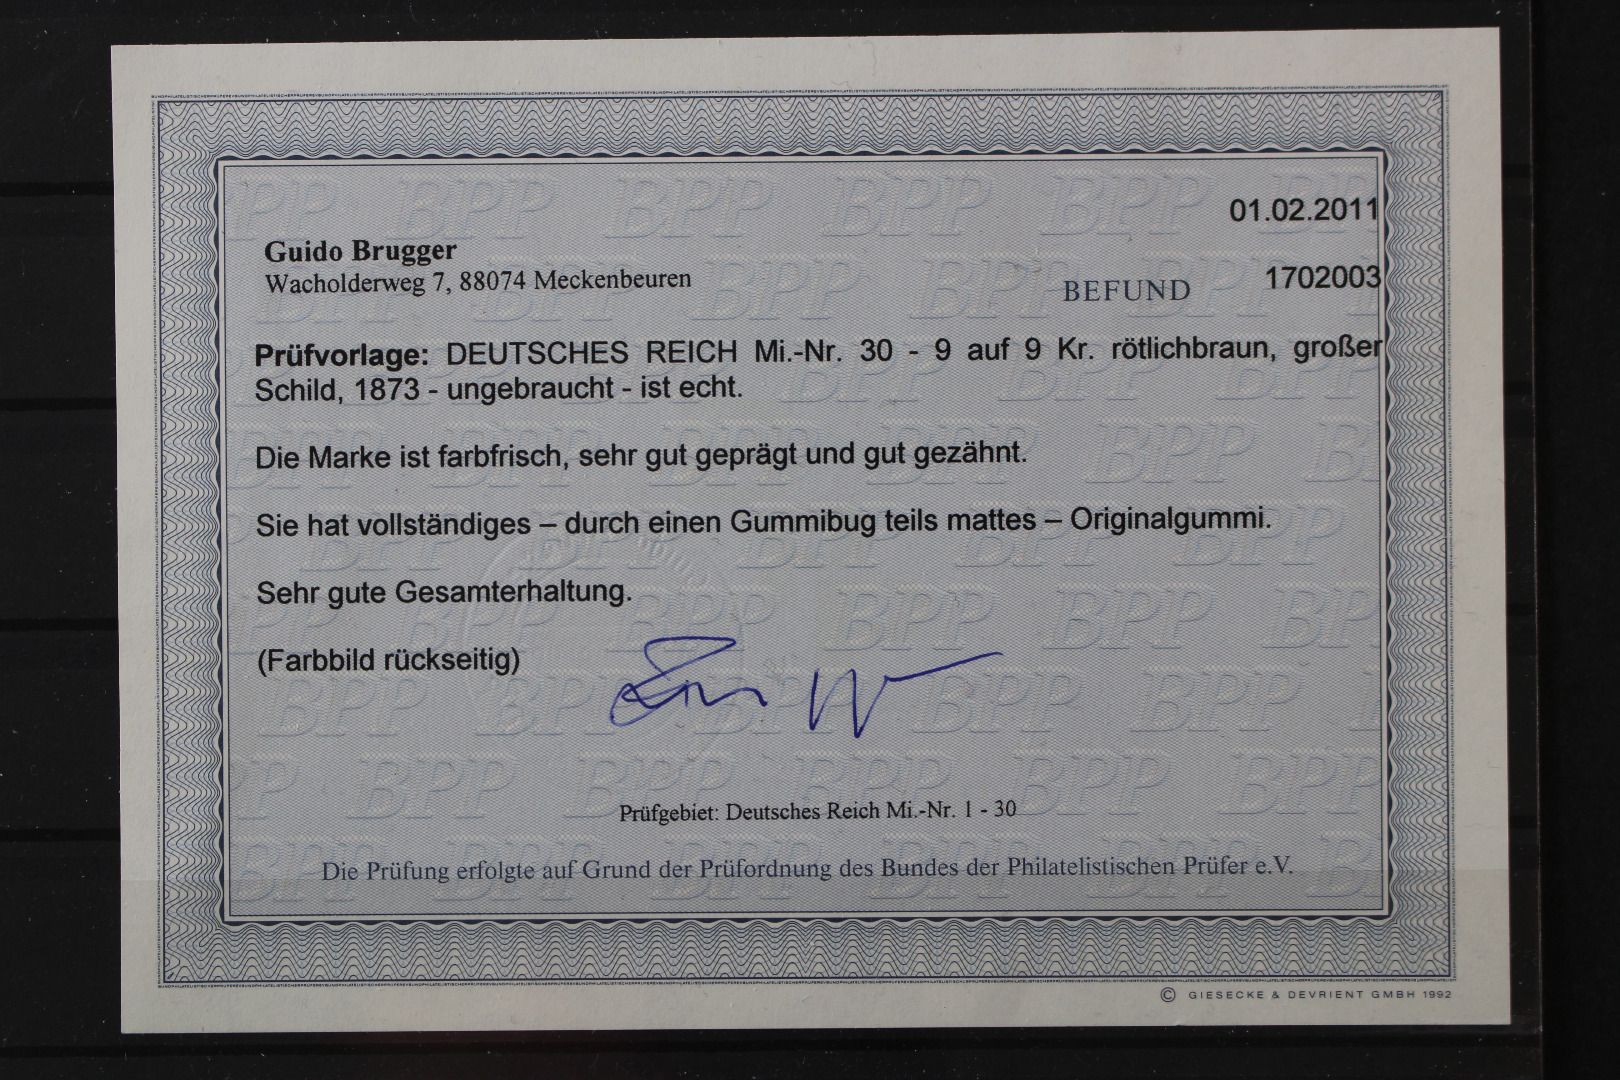 01.02.2011
Guido Brugger
Wacholderweg 7, 88074 Meckenbeuren
BEFUND 1702003
Prüfvorlage: DEUTSCHES REICH Mi.-Nr. 30 - 9 auf 9 Kr. rötlichbraun, großer
Schild, 1873 - ungebraucht - ist echt.
Die Marke ist farbfrisch, sehr gut geprägt und gut gezähnt.
Sie hat vollständiges – durch einen Gummibug teils mattes – Originalgummi.
Sehr gute Gesamterhaltung.
(Farbbild rückseitig)
Prüfgebiet: Deutsches Reich Mi.-Nr. 1 - 30
Die Prüfung erfolgte auf Grund der Prüfordnung des Bundes der Philatelistischen Prüfer e.V.
© GIESECKE & DEVRIENT GMBH 1992